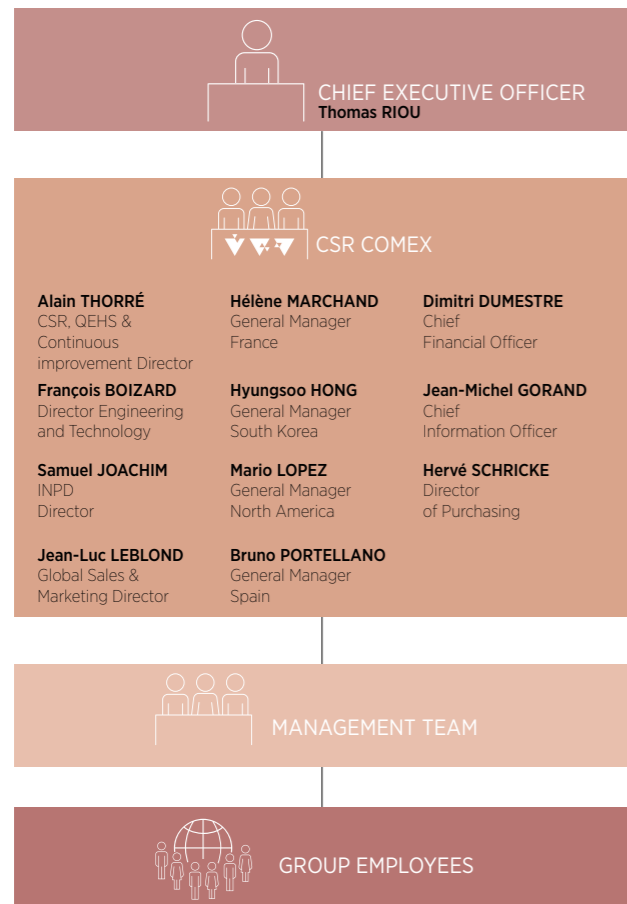 CHIEF EXECUTIVE OFFICER
Thomas RIOU
CSR COMEX
Alain THORRÉ
CSR, QEHS &
Continuous
improvement Director
Hélène MARCHAND
General Manager
France
Dimitri DUMESTRE
Chief
Financial Officer
François BOIZARD
Director Engineering
and Technology
Hyungsoo HONG
General Manager
South Korea
Jean-Michel GORAND
Chief
Information Officer
Samuel JOACHIM
INPD
Director
Mario LOPEZ
General Manager
North America
Hervé SCHRICKE
Director
of Purchasing
Jean-Luc LEBLOND
Global Sales &
Marketing Director
Bruno PORTELLANO
General Manager
Spain
MANAGEMENT TEAM
GROUP EMPLOYEES